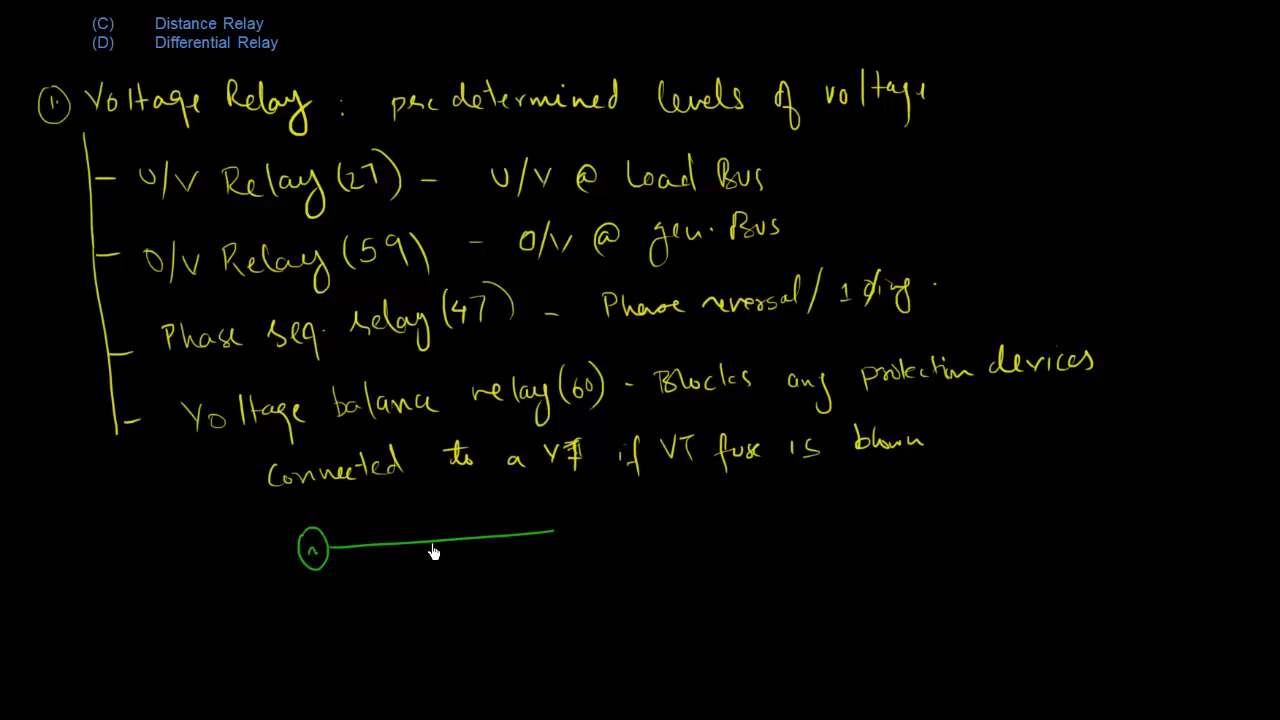 (C) Distance Relay
(D) Differential Relay
1. Voltage Relay : predetermined levels of voltage
U/V Relay (27) - U/V @ Load Bus
O/V Relay (59) - O/V @ gen. Bus
Phase seq. relay (47) - Phase reversal / 1 φing.
Voltage balance relay (60) - Blocks any protection devices
connected to a VT if VT fuse is blown
~